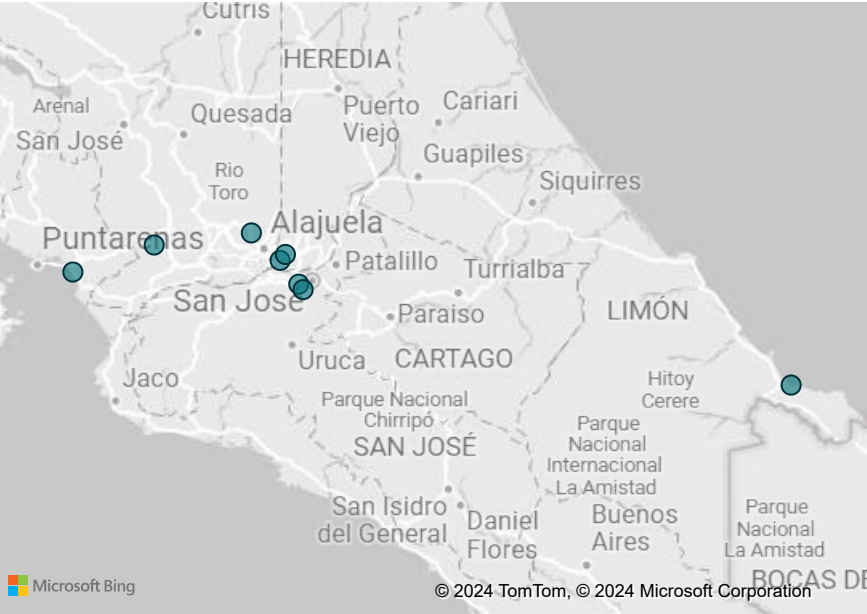 Cutris
HEREDIA
Arenal
Quesada
Puerto
Viejo
Cariari
San José
Guapiles
Rio
Toro
Siquirres
Alajuela
Puntarenas
Patalillo
Turrialba
San José
Paraiso
LIMÓN
Uruca
CARTAGO
Jaco
Hitoy
Cerere
Parque Nacional
Chirripó
SAN JOSÉ
Parque
Nacional
Internacional
La Amistad
San Isidro
del General
Daniel
Flores
Buenos
Aires
Parque
Nacional
La Amistad
BOCAS DE
Microsoft Bing
© 2024 TomTom, © 2024 Microsoft Corporation